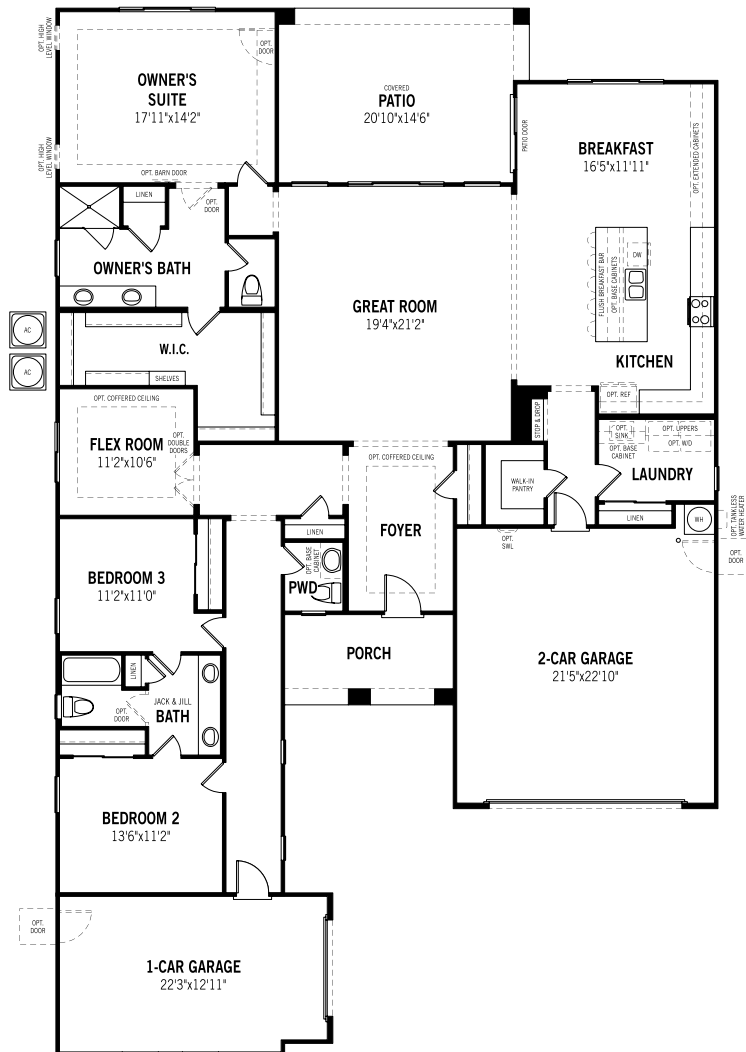 OPT. HIGH
LEVEL WINDOW
OPT.
DOOR
OWNER'S
SUITE
17'11"x14'2"
COVERED
PATIO
20'10"x14'6"
PATIO DOOR
BREAKFAST
16'5"x11'11"
OPT. EXTENDED CABINETS
OPT. HIGH
LEVEL WINDOW
OPT. BARN DOOR
LINEN
OPT.
DOOR
OWNER'S BATH
DW
FLUSH BREAKFAST BAR
OPT. BASE CABINETS
GREAT ROOM
19'4"x21'2"
AC
AC
W.I.C.
SHELVES
KITCHEN
OPT. REF
OPT. COFFERED CEILING
FLEX ROOM
11'2"x10'6"
OPT.
DOUBLE
DOORS
STOP & DROP
OPT.
SINK
OPT. UPPERS
OPT. W/D
OPT. BASE
CABINET
LAUNDRY
OPT. COFFERED CEILING
WALK-IN
PANTRY
FOYER
LINEN
LINEN
WH
OPT. TANKLESS
WATER HEATER
OPT.
SWL
OPT.
DOOR
OPT. BASE
CABINET
PWD
BEDROOM 3
11'2"x11'0"
PORCH
2-CAR GARAGE
21'5"x22'10"
LINEN
JACK & JILL
BATH
OPT.
DOOR
BEDROOM 2
13'6"x11'2"
OPT.
DOOR
1-CAR GARAGE
22'3"x12'11"